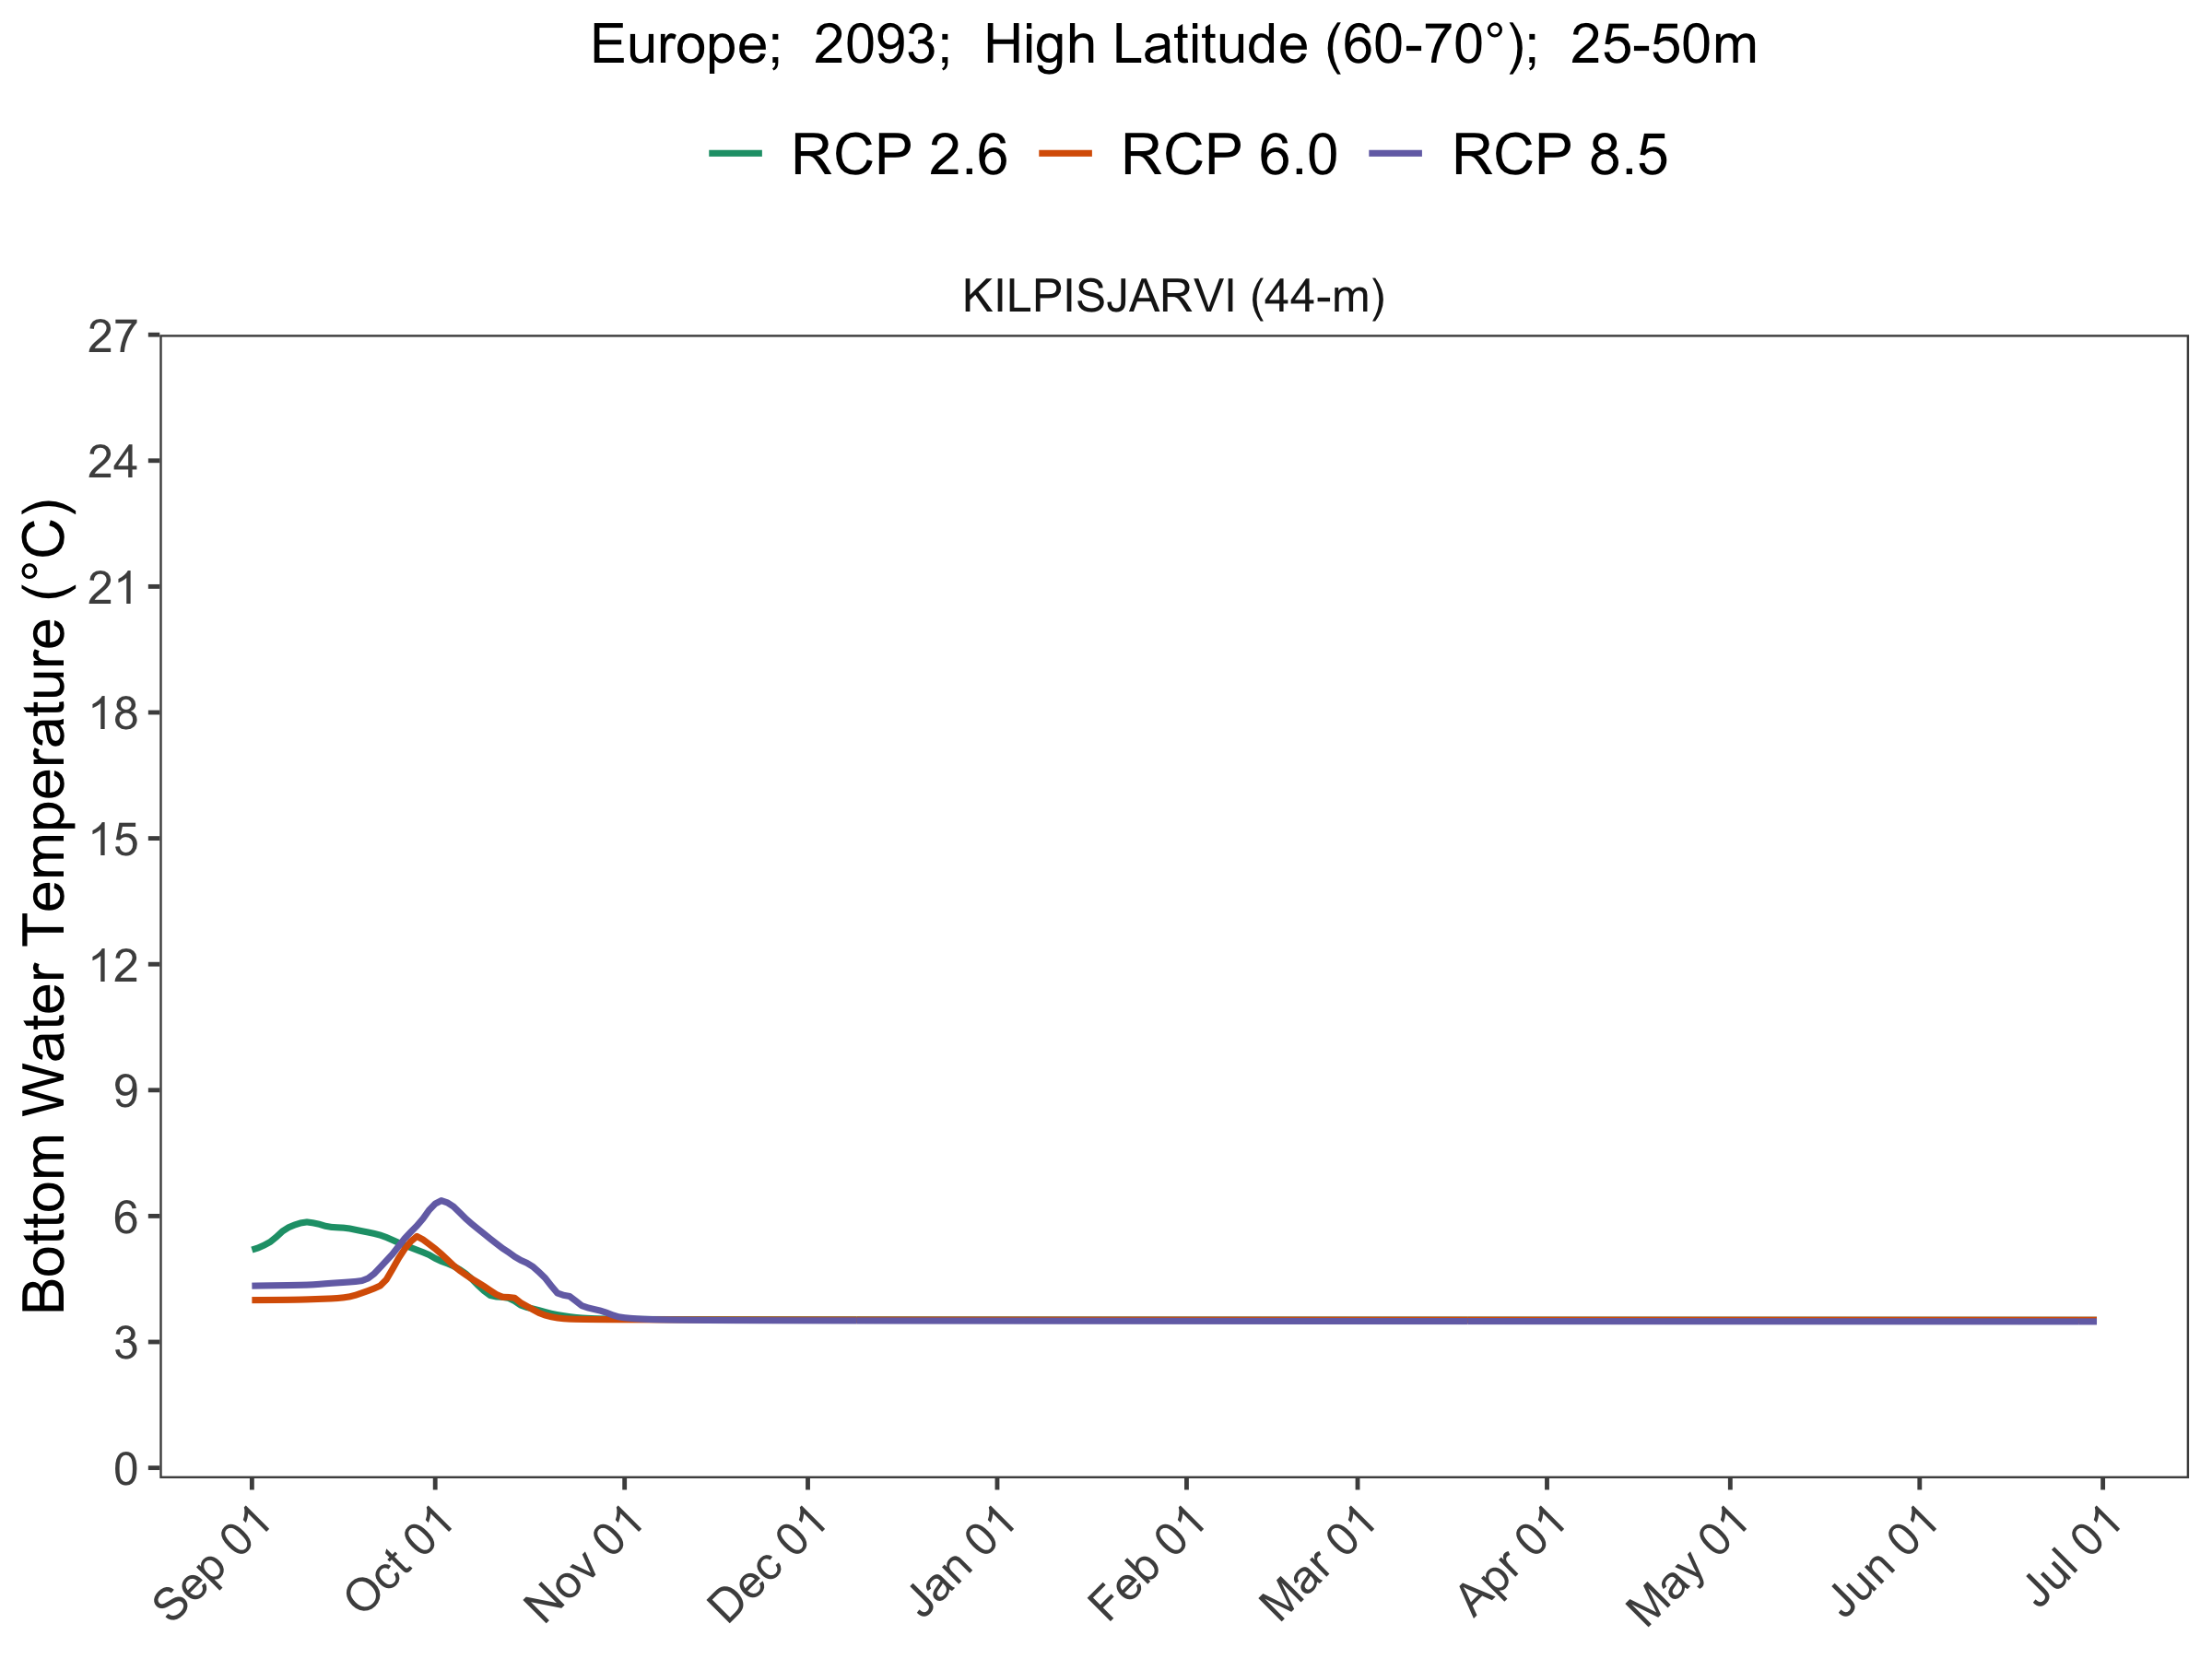 Europe;  2093;  High Latitude (60-70°);  25-50m
RCP 2.6 RCP 6.0 RCP 8.5
KILPISJARVI (44-m)
Bottom Water Temperature (°C)
27
24
21
18
15
12
9
6
3
0
Sep 01
Oct 01
Nov 01
Dec 01
Jan 01
Feb 01
Mar 01
Apr 01
May 01
Jun 01
Jul 01